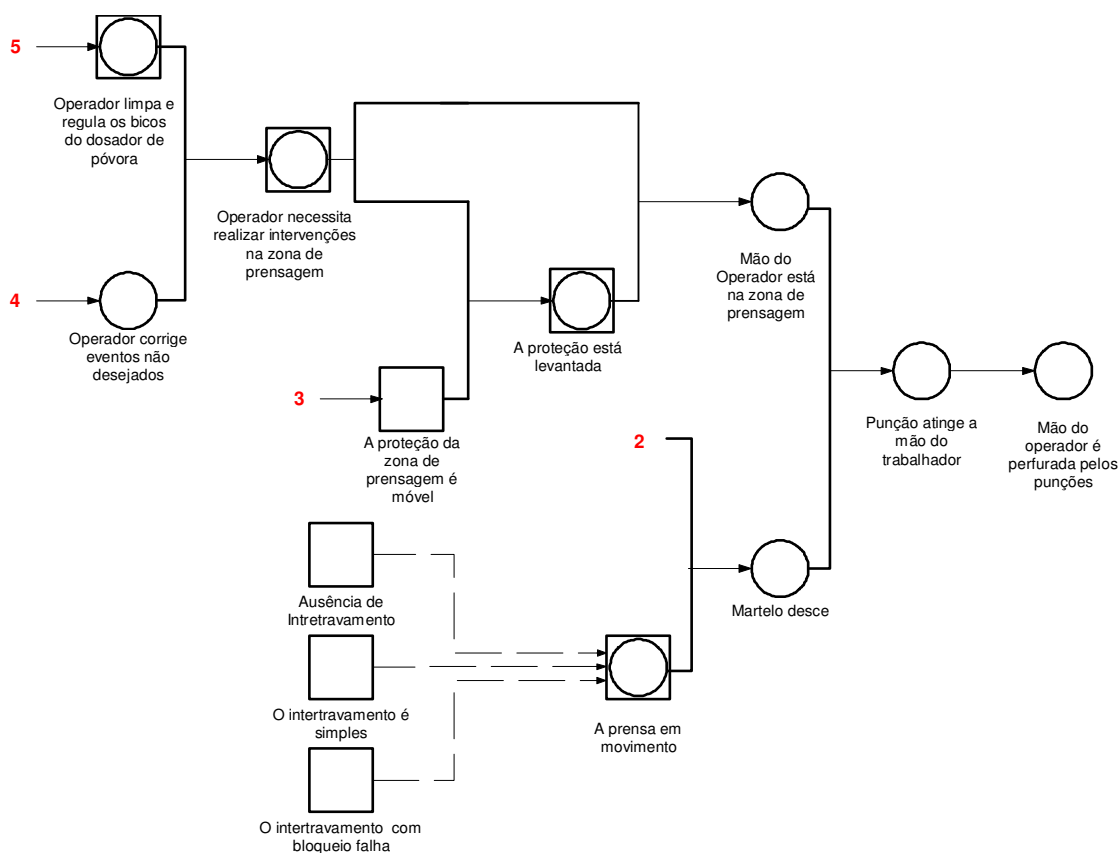 5
Operador limpa e
regula os bicos
do dosador de
póvora
Operador necessita
realizar intervenções
na zona de
prensagem
4
Operador corrige
eventos não
desejados
Mão do
Operador está
na zona de
prensagem
A proteção está
levantada
3
A proteção da
zona de
prensagem é
móvel
2
Punção atinge a
mão do
trabalhador
Mão do
operador é
perfurada pelos
punções
Ausência de
Intretravamento
Martelo desce
O intertravamento é
simples
A prensa em
movimento
O intertravamento com
bloqueio falha